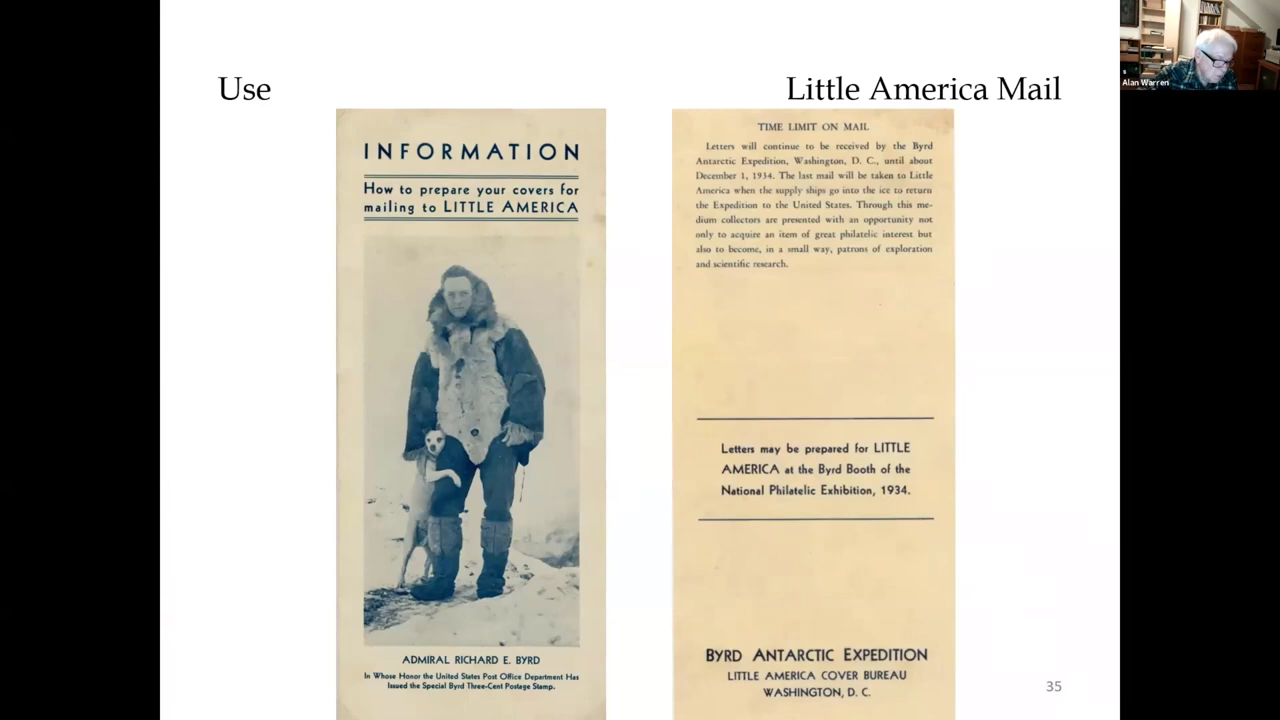 Use
Little America Mail
INFORMATION
How to prepare your covers for
mailing to LITTLE AMERICA
ADMIRAL RICHARD E. BYRD
In Whose Honor the United States Post Office Department Has
Issued the Special Byrd Three-Cent Postage Stamp.
TIME LIMIT ON MAIL
Letters will continue to be received by the Byrd
Antarctic Expedition, Washington, D. C., until about
December 1, 1934. The last mail will be taken to Little
America when the supply ships go into the ice to return
the Expedition to the United States. Through this me-
dium collectors are presented with an opportunity not
only to acquire an item of great philatelic interest but
also to become, in a small way, patrons of exploration
and scientific research.
Letters may be prepared for LITTLE
AMERICA at the Byrd Booth of the
National Philatelic Exhibition, 1934.
BYRD ANTARCTIC EXPEDITION
LITTLE AMERICA COVER BUREAU
WASHINGTON, D. C.
35
Alan Warren